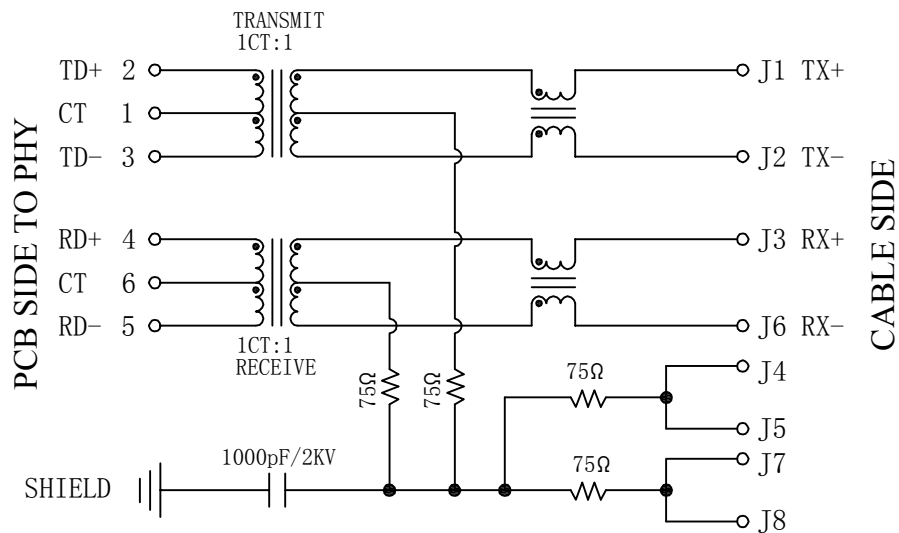 TRANSMIT
1CT:1
TD+ 2
J1 TX+
CT 1
TD- 3
J2 TX-
PCB SIDE TO PHY
CABLE SIDE
RD+ 4
J3 RX+
CT 6
RD- 5
J6 RX-
1CT:1
RECEIVE
75Ω
75Ω
75Ω
J4
J5
1000pF/2KV
75Ω
J7
SHIELD
J8